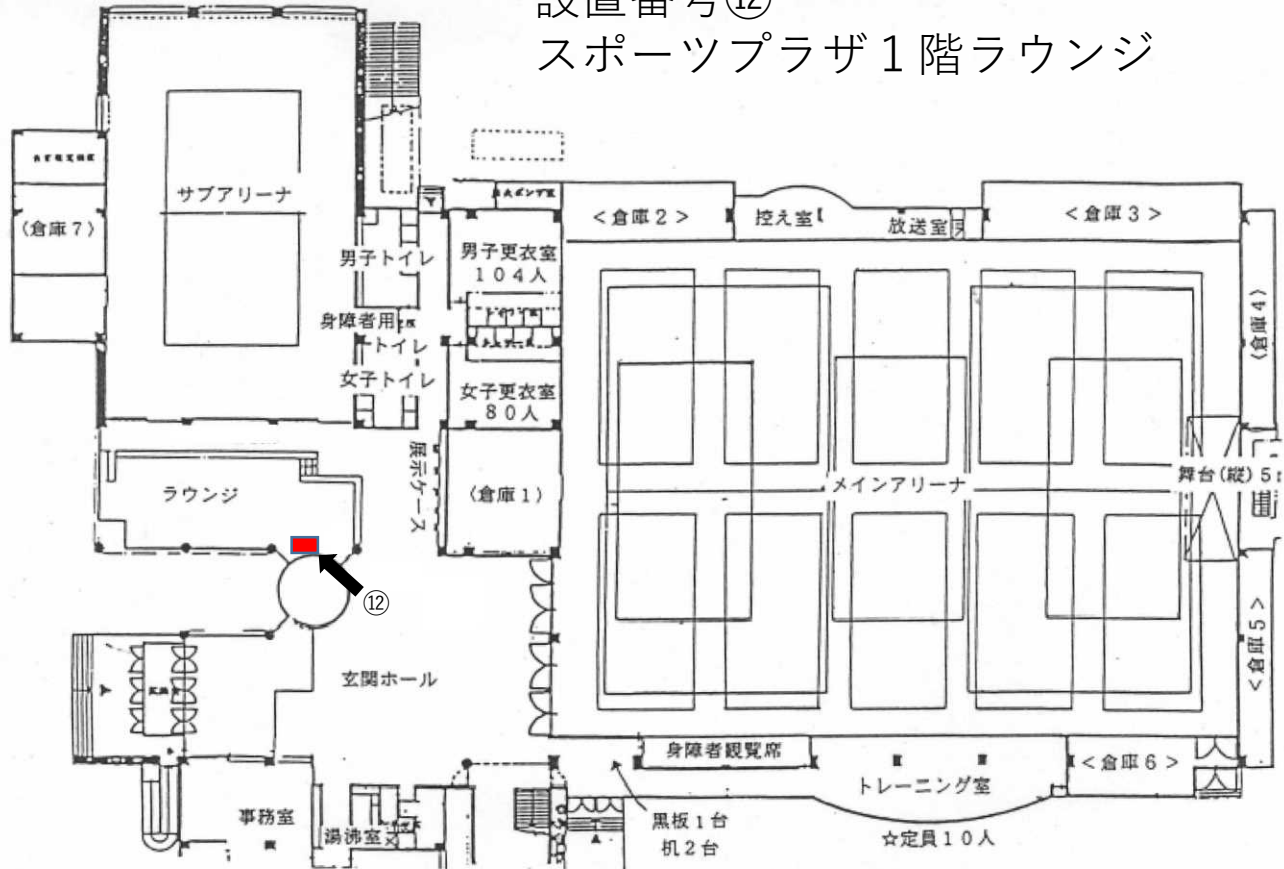 設置番号⑫
スポーツプラザ１階ラウンジ
サブアリーナ
〈倉庫７〉
男子トイレ
身障者用
トイレ
女子トイレ
男子更衣室
１０４人
女子更衣室
８０人
＜倉庫２＞
控え室
放送室
＜倉庫３＞
〈倉庫４〉
メインアリーナ
舞台(縦)５
展示ケース
〈倉庫１〉
ラウンジ
⑫
玄関ホール
＜倉庫５＞
身障者観覧席
トレーニング室
＜倉庫６＞
☆定員１０人
黒板１台
机２台
事務室
湯沸室